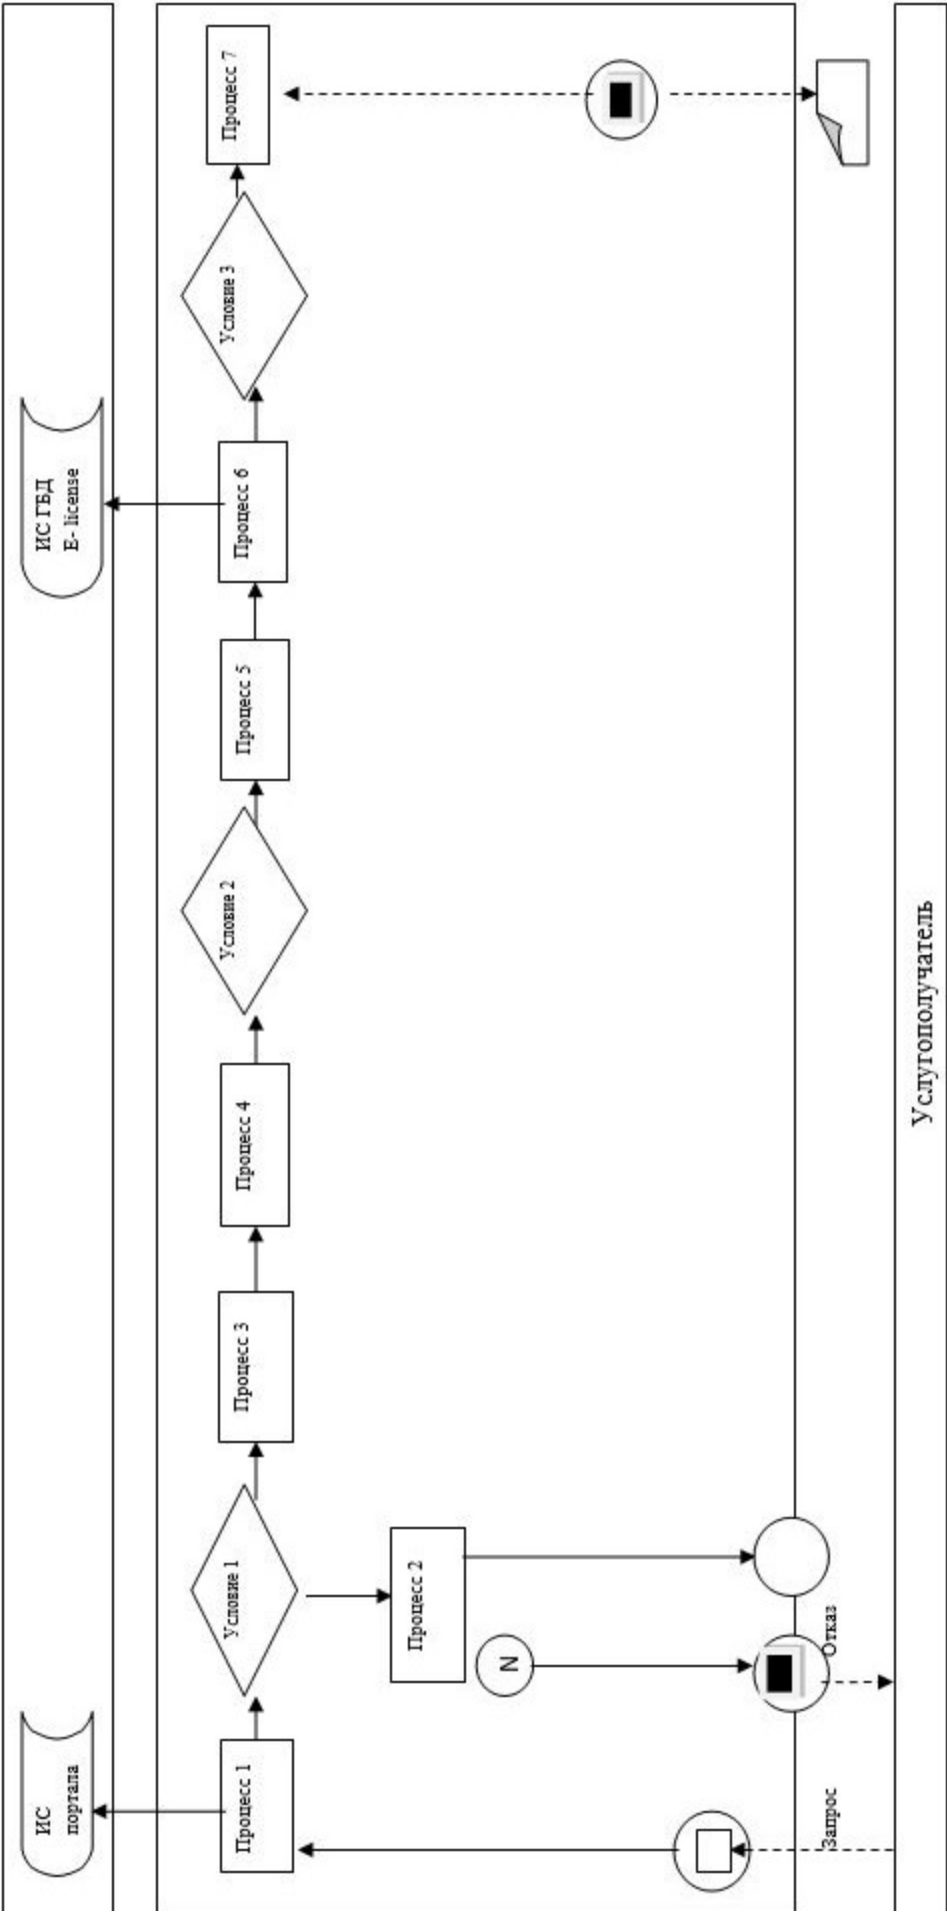 ИС
портала
ИС ГБД
E- license
Процесс 1
Условие 1
Процесс 3
Процесс 4
Условие 2
Процесс 5
Процесс 6
Условие 3
Процесс 7
Процесс 2
N
Запрос
Отказ
Услугополучатель